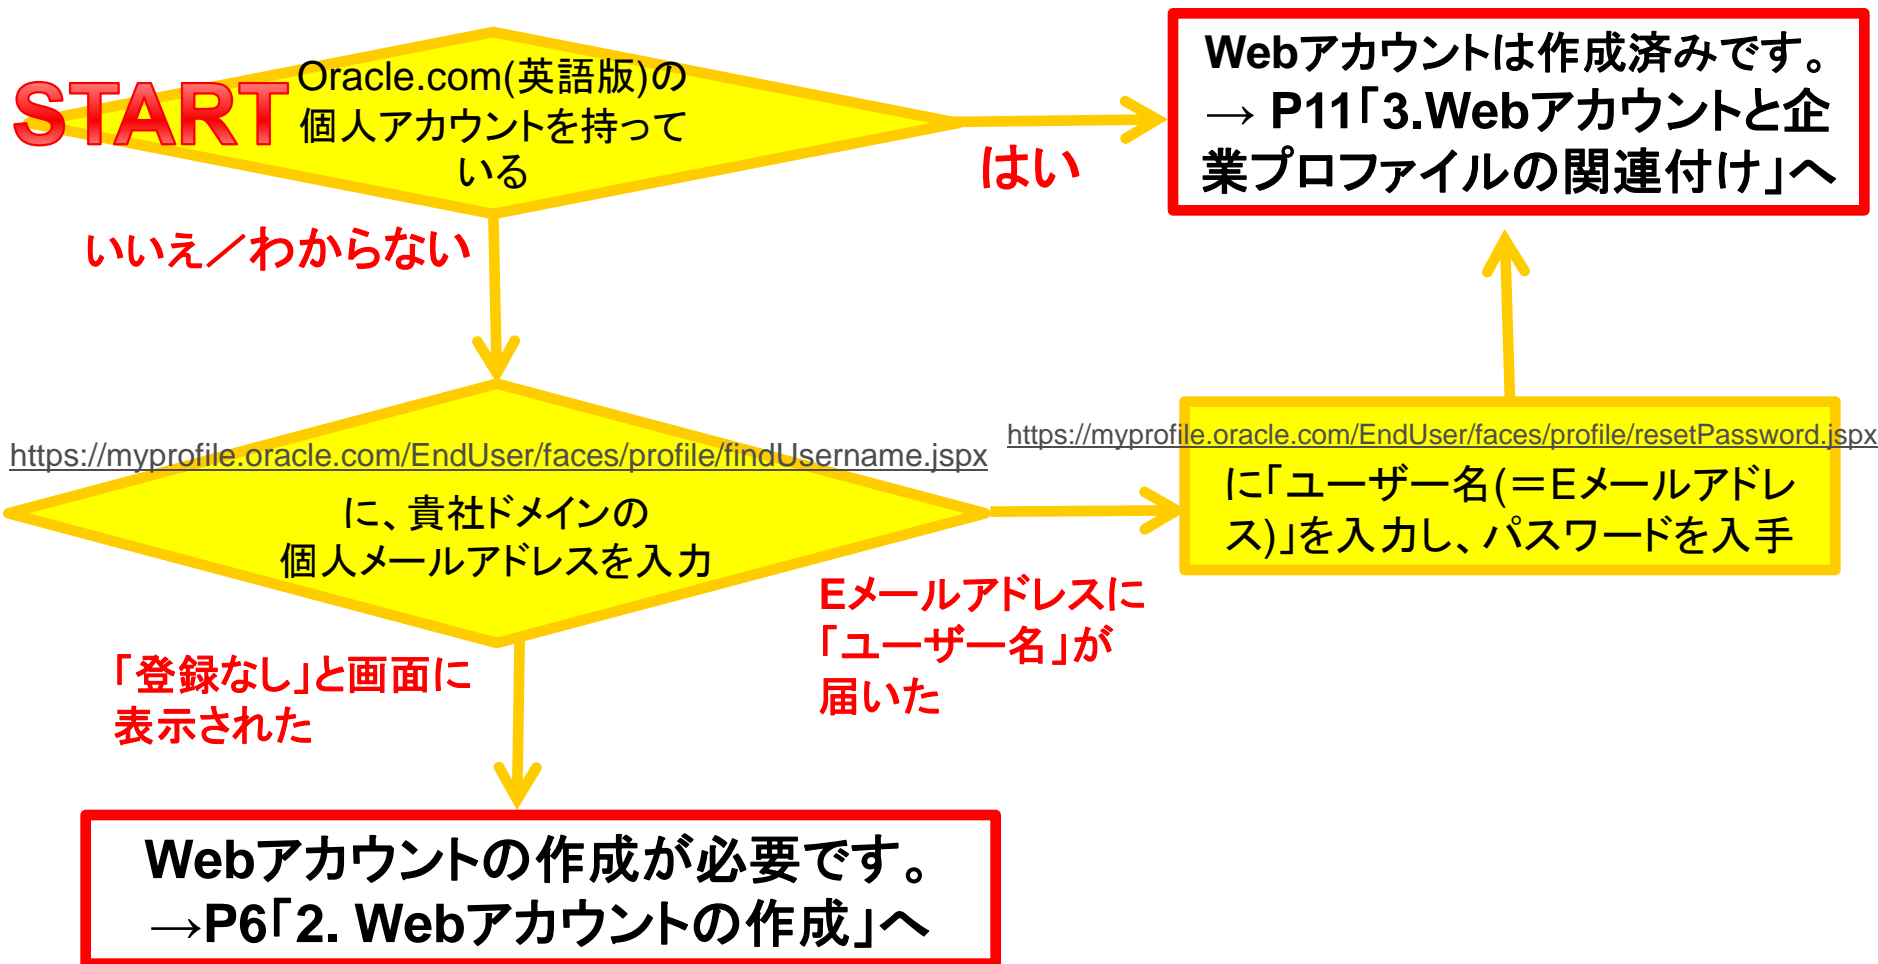 START
Oracle.com(英語版)の
個人アカウントを持って
いる
はい
Webアカウントは作成済みです。
→ P11「3.Webアカウントと企
業プロファイルの関連付け」へ
いいえ／わからない
https://myprofile.oracle.com/EndUser/faces/profile/findUsername.jspx
に、貴社ドメインの
個人メールアドレスを入力
https://myprofile.oracle.com/EndUser/faces/profile/resetPassword.jspx
に「ユーザー名(＝Eメールアドレ
ス)」を入力し、パスワードを入手
Eメールアドレスに
「ユーザー名」が
届いた
「登録なし」と画面に
表示された
Webアカウントの作成が必要です。
→P6「2. Webアカウントの作成」へ